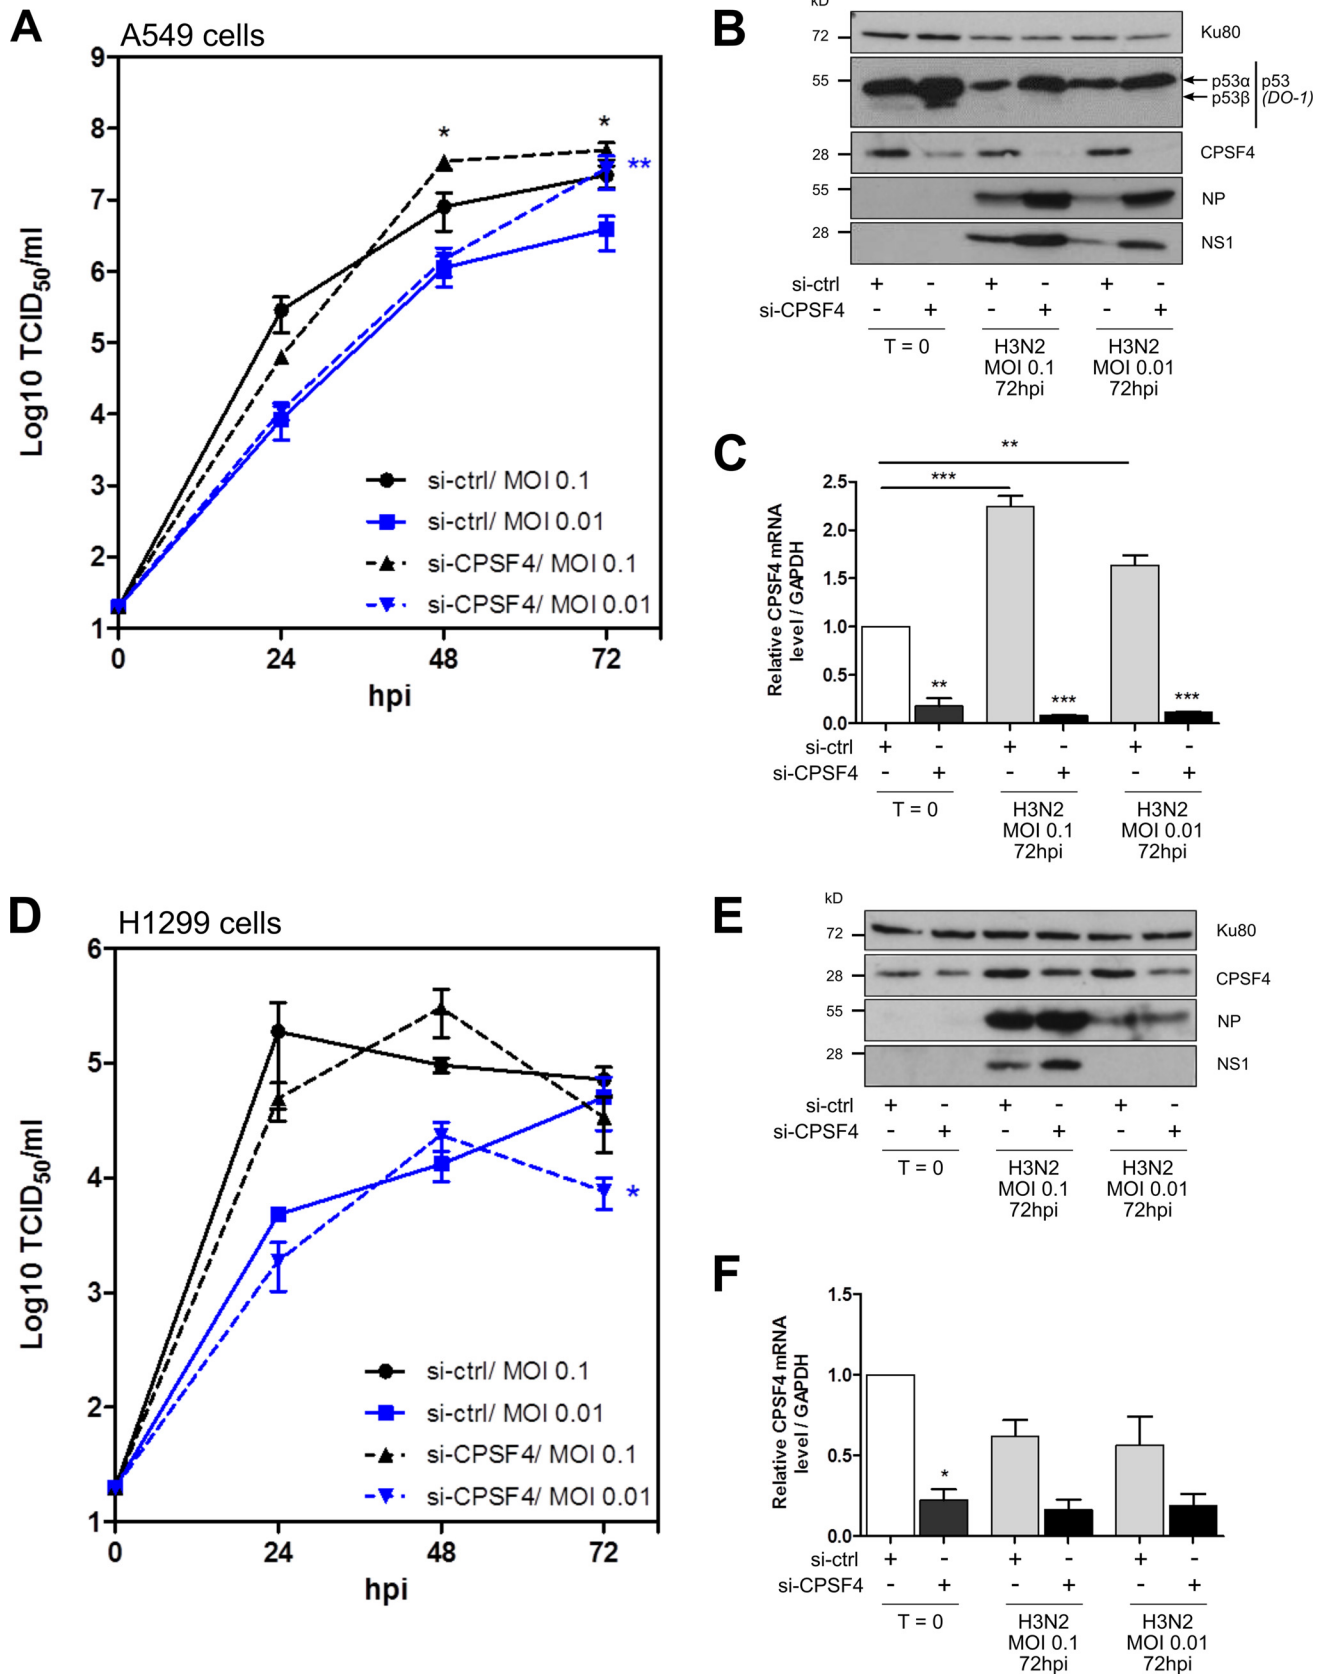 A
A549 cells
9
8
7
6
5
4
3
2
1
Log10 TCID50/ml
*
*
**
si-ctrl/ MOI 0.1
si-ctrl/ MOI 0.01
si-CPSF4/ MOI 0.1
si-CPSF4/ MOI 0.01
0 24 48 72
hpi
B
kD
72 Ku80
55 p53α p53
p53β (DO-1)
28 CPSF4
55 NP
28 NS1
si-ctrl + - + - + -
si-CPSF4 - + - + - +
T = 0 H3N2 H3N2
MOI 0.1 MOI 0.01
72hpi 72hpi
C
**
***
2.5
2.0
1.5
1.0
0.5
0.0
Relative CPSF4 mRNA
level / GAPDH
** *** ***
si-ctrl + - + - + -
si-CPSF4 - + - + - +
T = 0 H3N2 H3N2
MOI 0.1 MOI 0.01
72hpi 72hpi
D
H1299 cells
6
5
4
3
2
1
Log10 TCID50/ml
*
si-ctrl/ MOI 0.1
si-ctrl/ MOI 0.01
si-CPSF4/ MOI 0.1
si-CPSF4/ MOI 0.01
0 24 48 72
hpi
E
kD
72 Ku80
28 CPSF4
55 NP
28 NS1
si-ctrl + - + - + -
si-CPSF4 - + - + - +
T = 0 H3N2 H3N2
MOI 0.1 MOI 0.01
72hpi 72hpi
F
1.5
1.0
0.5
0.0
Relative CPSF4 mRNA
level / GAPDH
*
si-ctrl + - + - + -
si-CPSF4 - + - + - +
T = 0 H3N2 H3N2
MOI 0.1 MOI 0.01
72hpi 72hpi